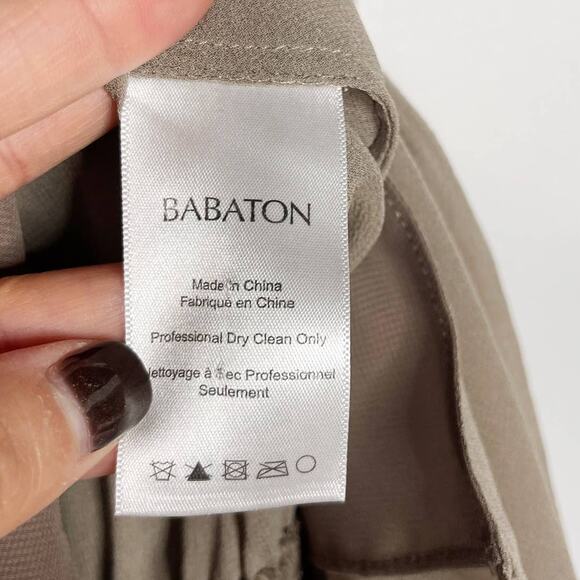 BABATON
Made in China
Fabriqué en Chine
Professional Dry Clean Only
Nettoyage à Sec Professionnel
Seulement